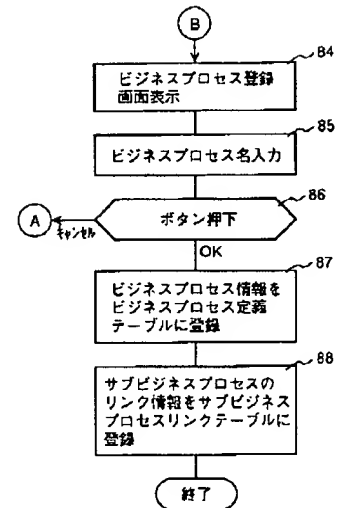 B
84
ビジネスプロセス登録
画面表示
85
ビジネスプロセス名入力
86
A
キャンセル
ボタン押下
OK
87
ビジネスプロセス情報を
ビジネスプロセス定義
テーブルに登録
88
サブビジネスプロセスの
リンク情報をサブビジネス
プロセスリンクテーブルに
登録
終了